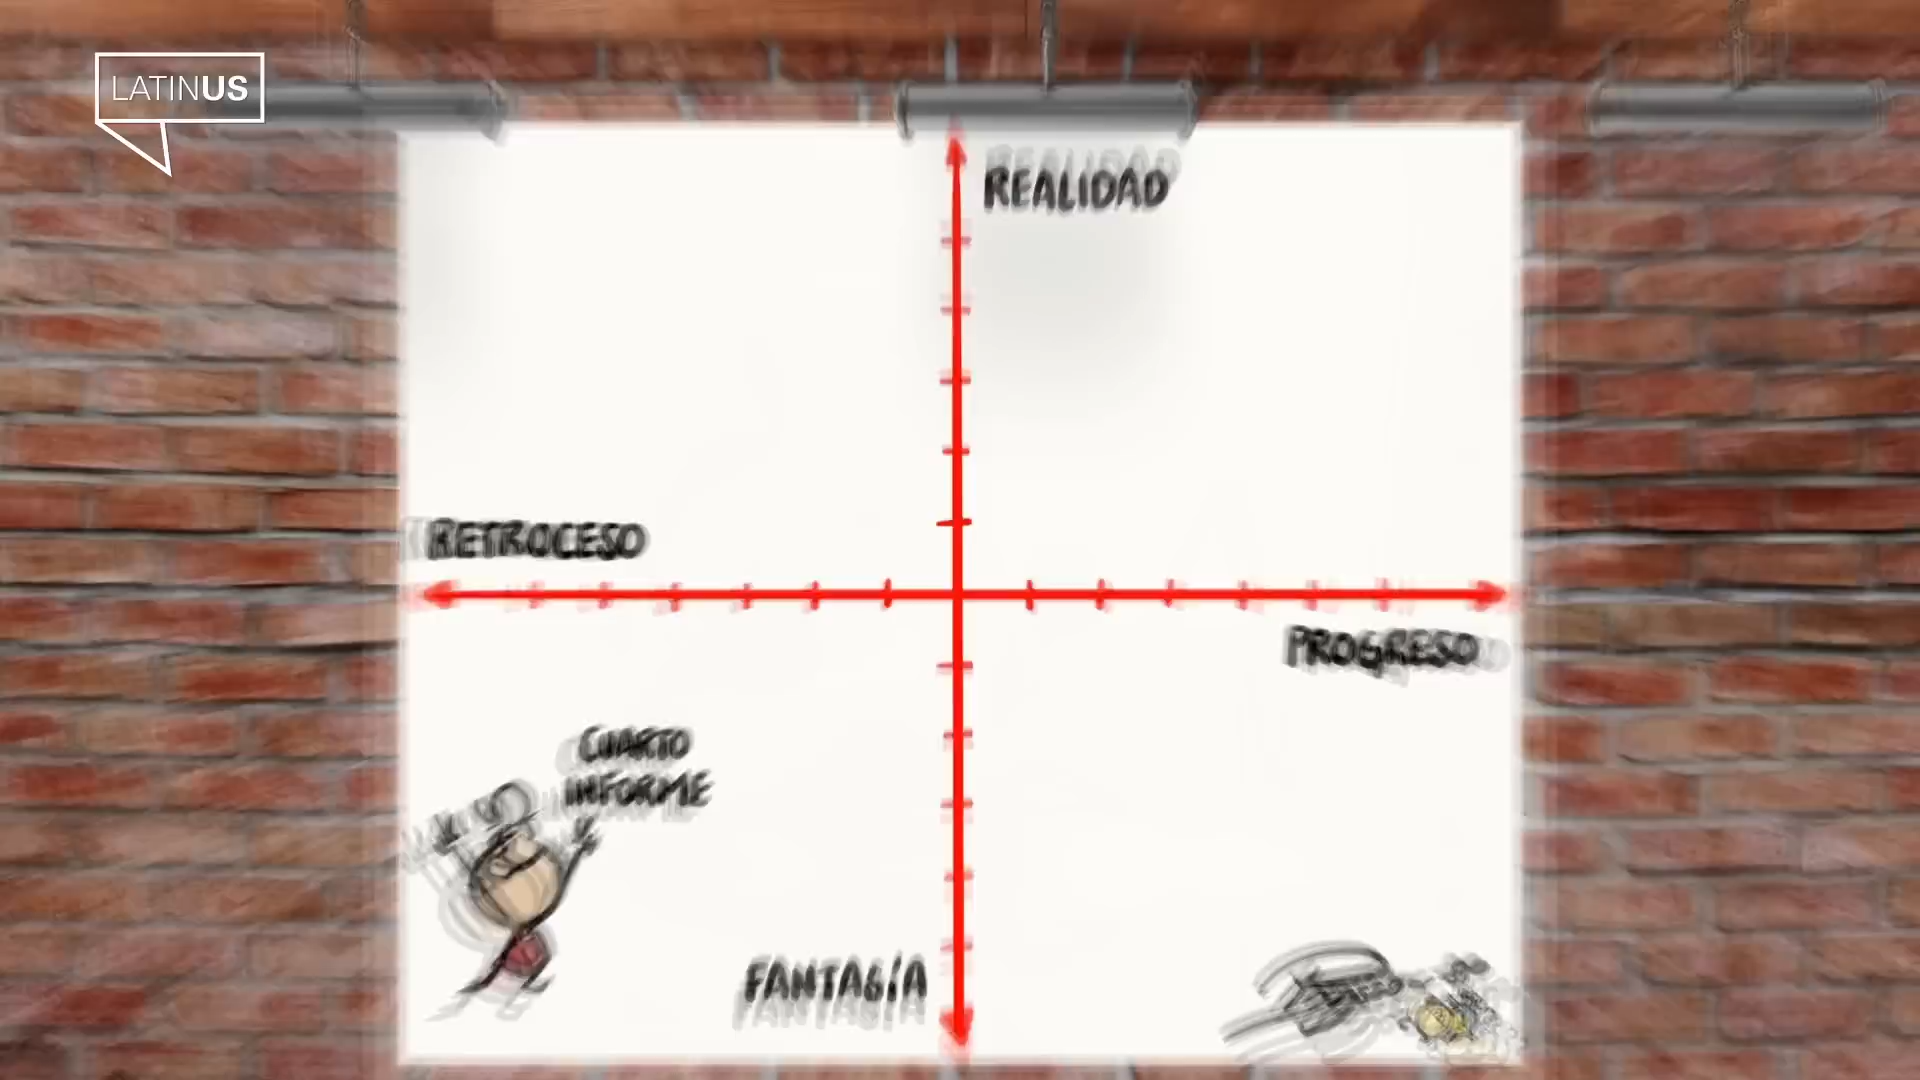 LATINUS
REALIDAD
RETROCESO
PROGRESO
CUARTO
INFORME
FANTASÍA